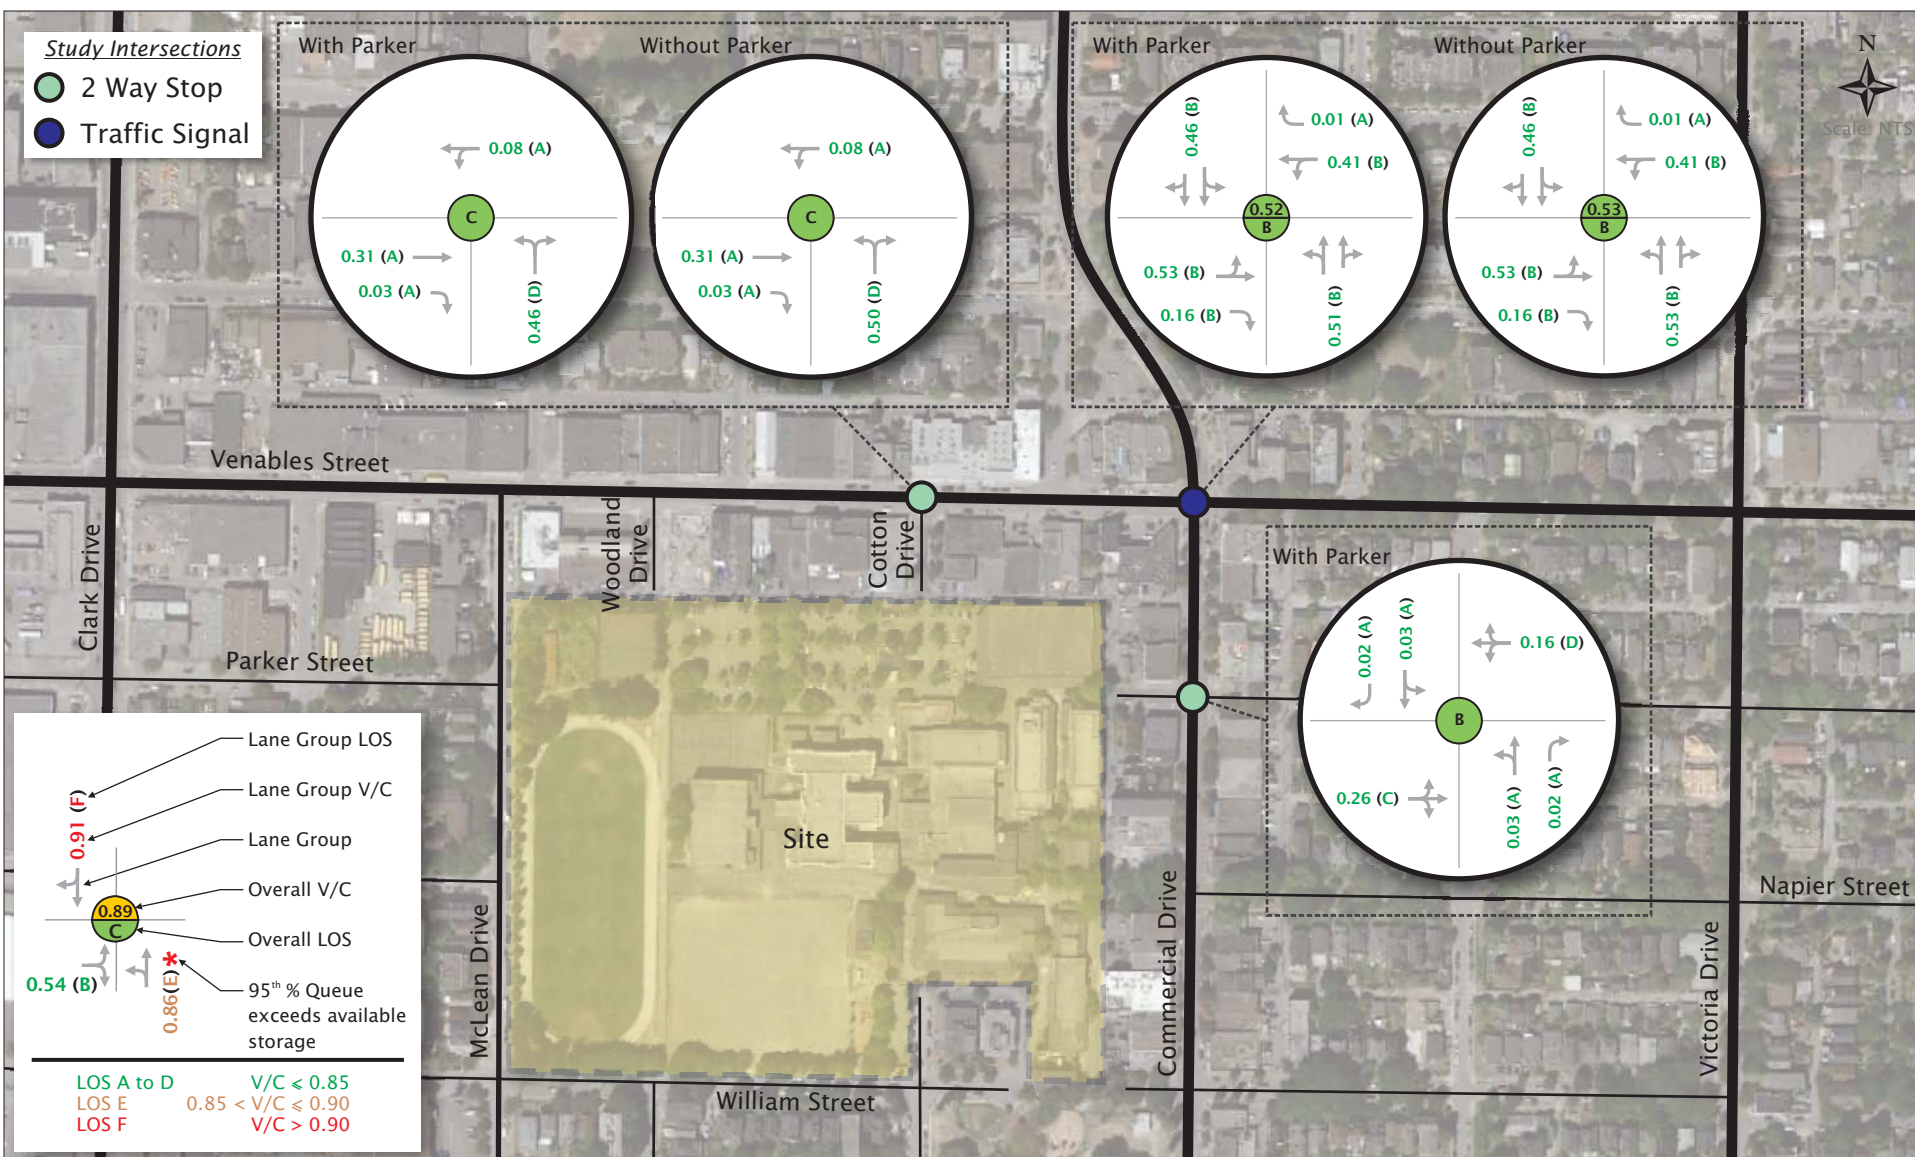 Study Intersections
2 Way Stop
Traffic Signal
With Parker
Without Parker
0.08 (A)
C
0.31 (A)
0.03 (A)
0.46 (D)
0.08 (A)
C
0.31 (A)
0.03 (A)
0.50 (D)
With Parker
Without Parker
0.46 (B)
0.01 (A)
0.41 (B)
0.52
B
0.53 (B)
0.16 (B)
0.51 (B)
0.46 (B)
0.01 (A)
0.41 (B)
0.53
B
0.53 (B)
0.16 (B)
0.53 (B)
N
Scale: NTS
Venables Street
Clark Drive
Woodland
Drive
Cotton
Drive
Parker Street
With Parker
0.02 (A)
0.03 (A)
0.16 (D)
B
0.26 (C)
0.03 (A)
0.02 (A)
Site
McLean Drive
Commercial Drive
Victoria Drive
Napier Street
William Street
Lane Group LOS
Lane Group V/C
Lane Group
Overall V/C
Overall LOS
95th % Queue
exceeds available
storage
0.91 (F)
0.89
C
0.54 (B)
0.86(E)*
LOS A to D V/C ⩽ 0.85
LOS E 0.85 < V/C ⩽ 0.90
LOS F V/C > 0.90